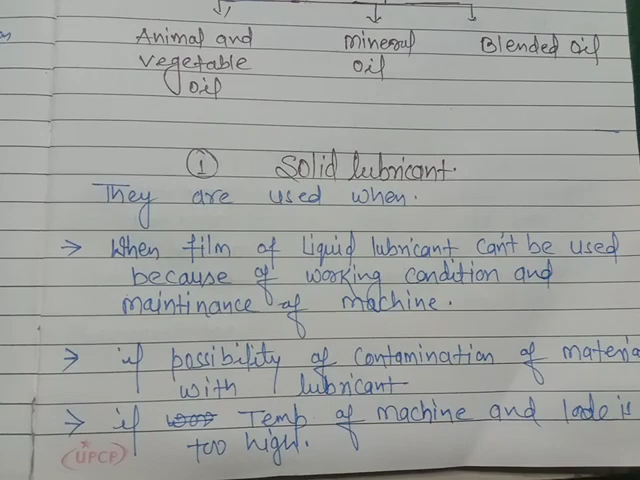 Animal and mineral Blended oil
vegetable oil
oil
① Solid lubricant.
They are used when.
→ When film of liquid lubricant can't be used
because of working condition and
maintinance of machine.
→ if possibility of contamination of materia
with lubricant
→ if Temp of machine and lode is
too high.
UPCP